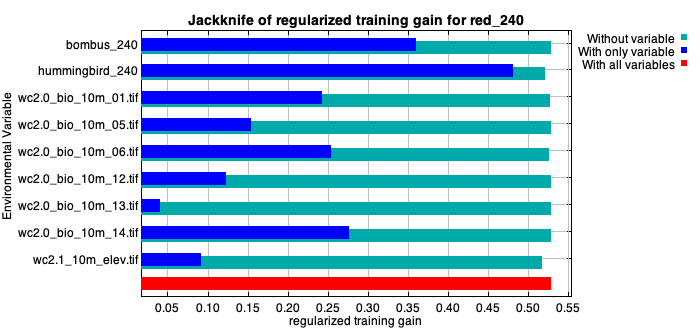 Jackknife of regularized training gain for red_240
Without variable
With only variable
With all variables
Environmental Variable
bombus_240
hummingbird_240
wc2.0_bio_10m_01.tif
wc2.0_bio_10m_05.tif
wc2.0_bio_10m_06.tif
wc2.0_bio_10m_12.tif
wc2.0_bio_10m_13.tif
wc2.0_bio_10m_14.tif
wc2.1_10m_elev.tif
0.05 0.10 0.15 0.20 0.25 0.30 0.35 0.40 0.45 0.50 0.55
regularized training gain